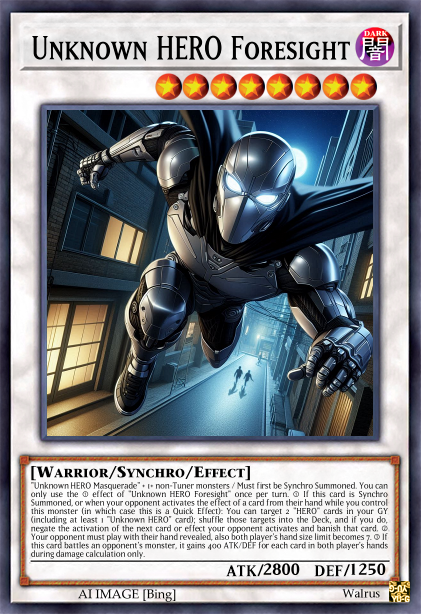 UNKNOWN HERO FORESIGHT
DARK
闇
[WARRIOR/SYNCHRO/EFFECT]
"Unknown HERO Masquerade" + 1+ non-Tuner monsters / Must first be Synchro Summoned. You can
only use the ① effect of "Unknown HERO Foresight" once per turn. ① If this card is Synchro
Summoned, or when your opponent activates the effect of a card from their hand while you control
this monster (in which case this is a Quick Effect): You can target 2 "HERO" cards in your GY
(including at least 1 "Unknown HERO" card); shuffle those targets into the Deck, and if you do,
negate the activation of the next card or effect your opponent activates and banish that card. ②.
Your opponent must play with their hand revealed, also both player's hand size limit becomes 7. ③ If
this card battles an opponent's monster, it gains 400 ATK/DEF for each card in both player's hands
during damage calculation only.
ATK/2800 DEF/1250
AI IMAGE [Bing] Walrus